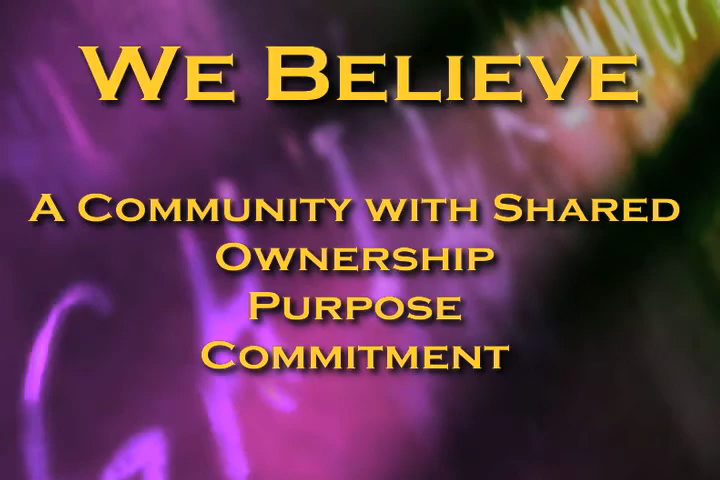 We Believe
A Community with Shared
Ownership
Purpose
Commitment